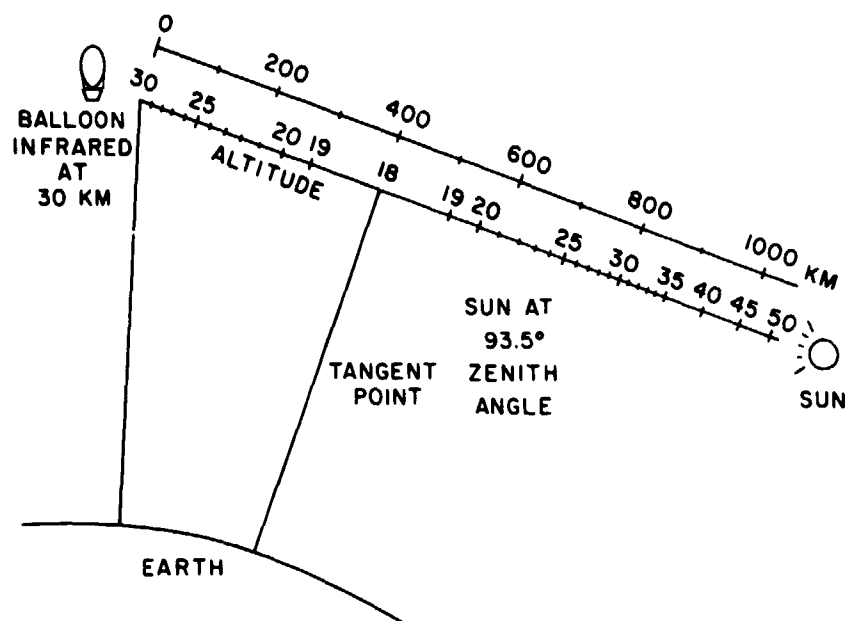 0
200
400
600
800
1000 KM
30
25
20
19
18
19
20
25
30
35
40
45
50
ALTITUDE
BALLOON
INFRARED
AT
30 KM
SUN AT
93.5°
ZENITH
ANGLE
TANGENT
POINT
SUN
EARTH